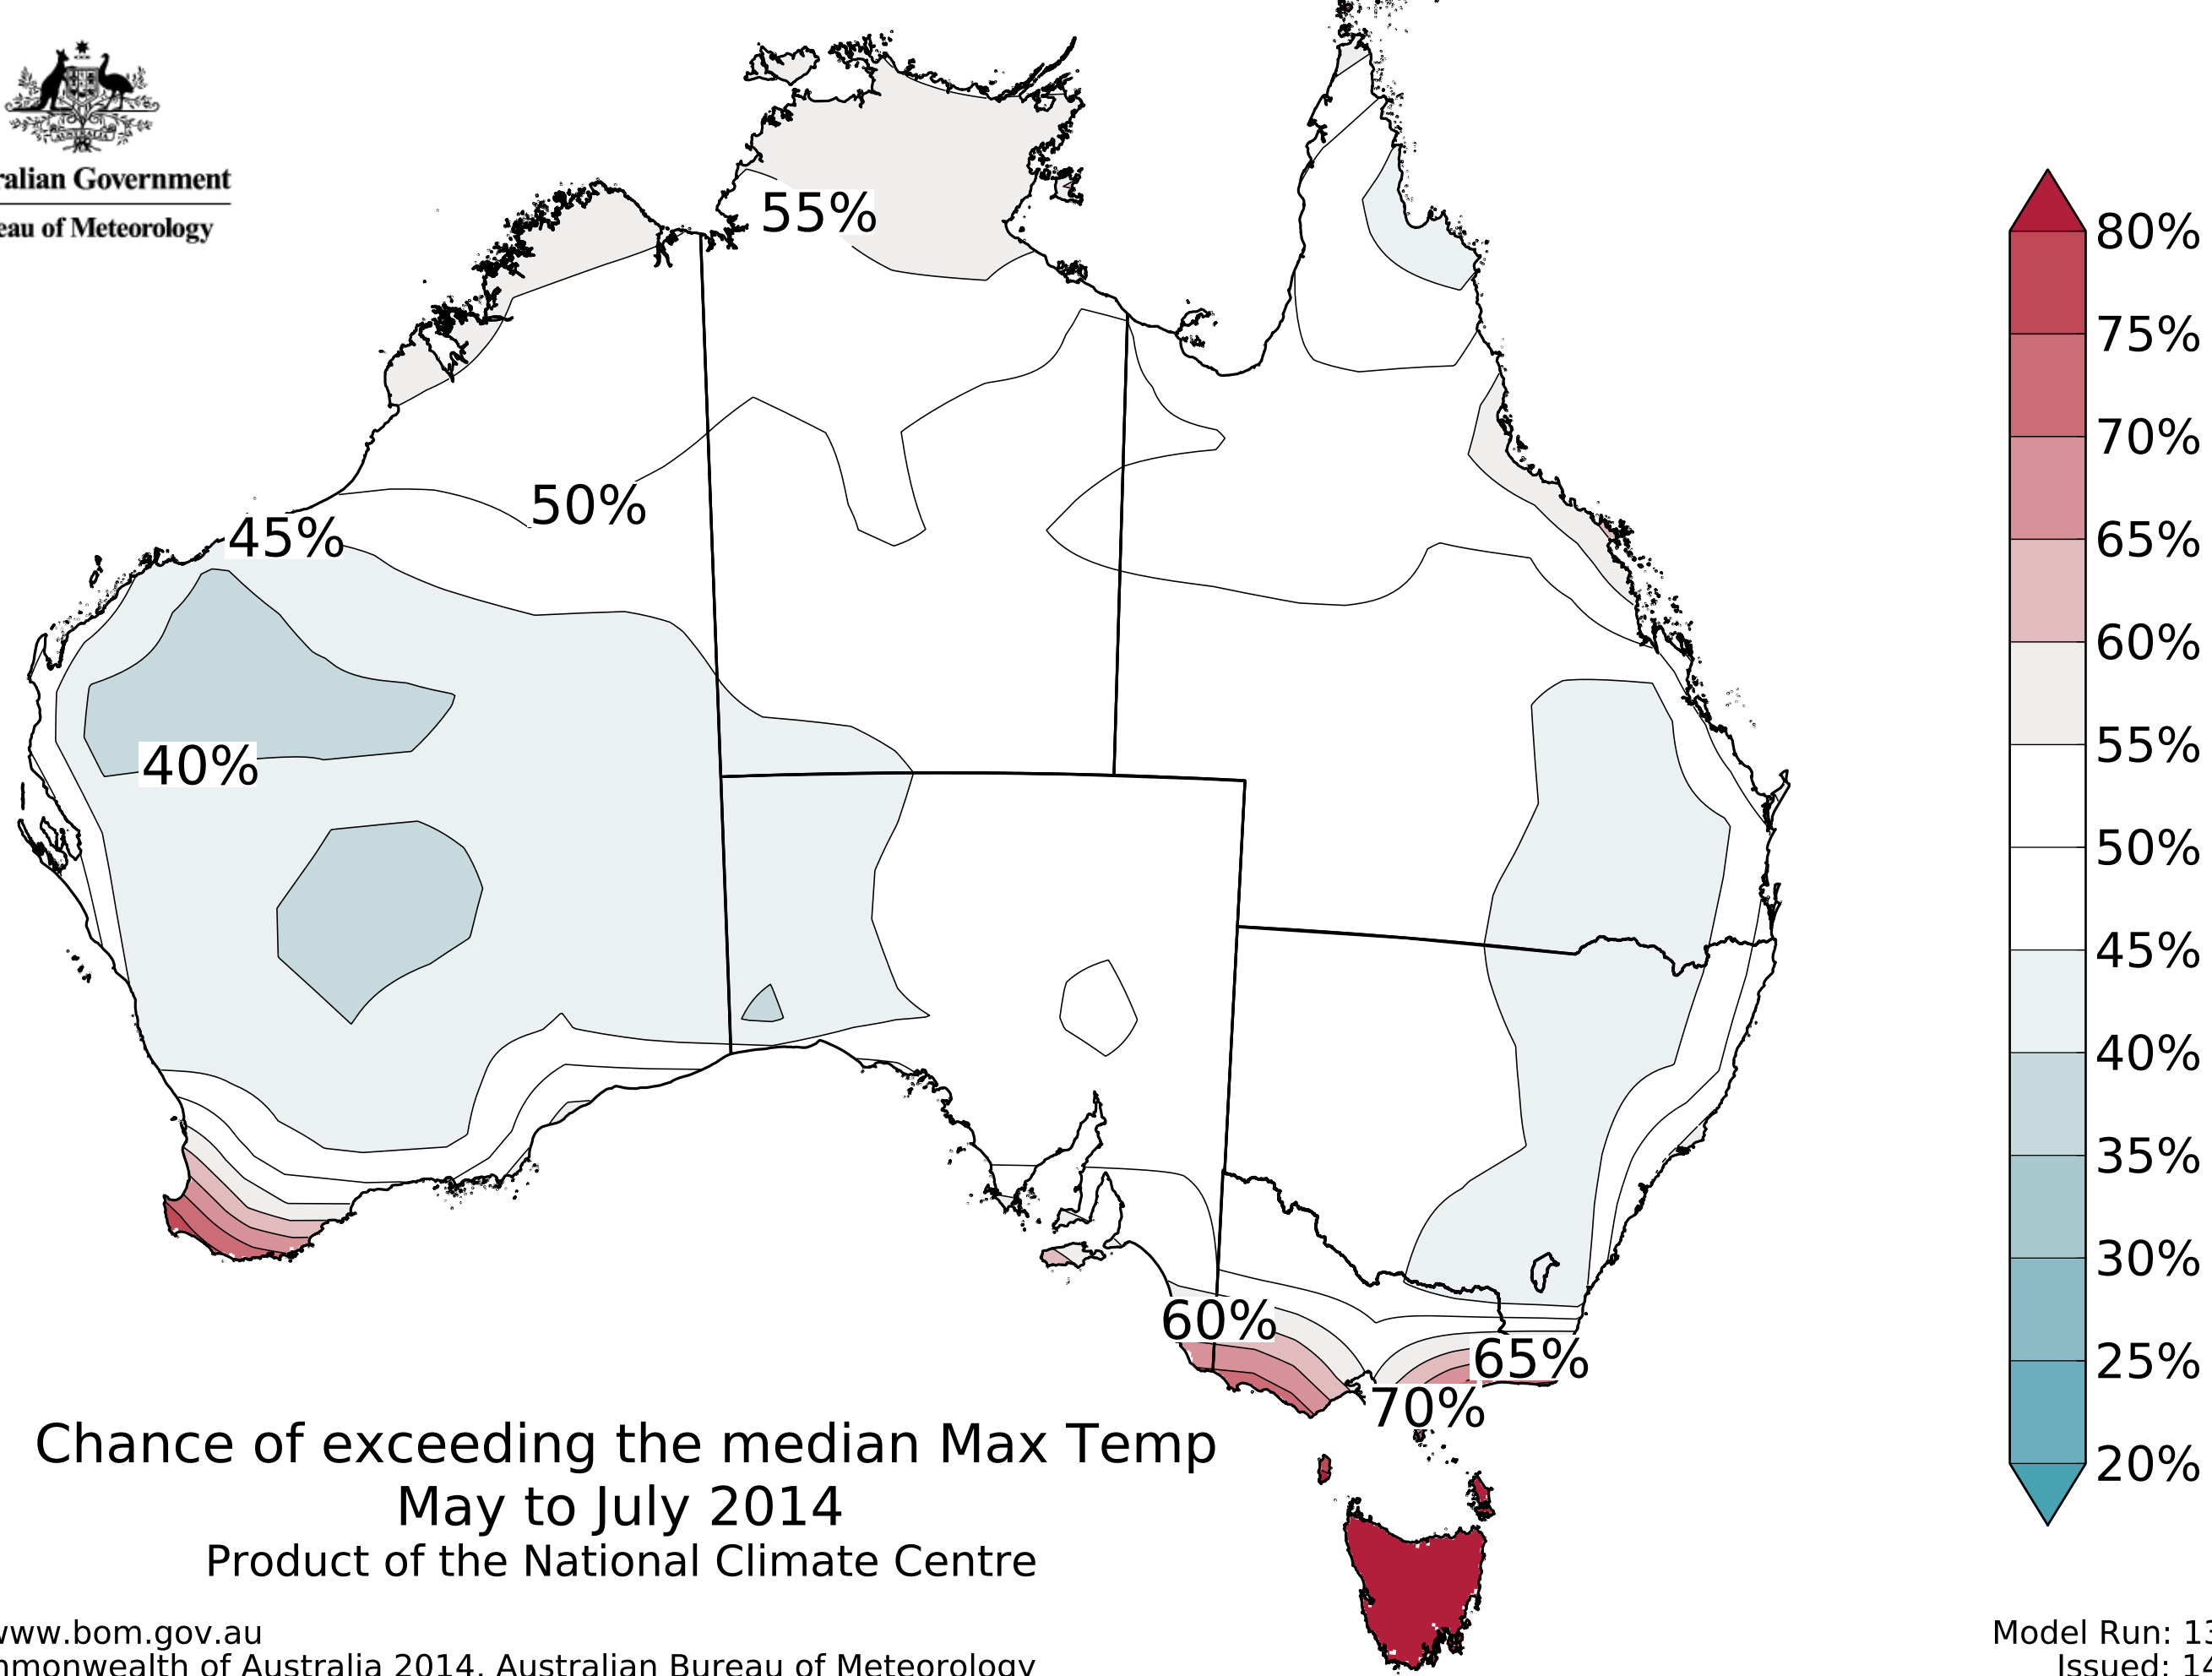 AUSTRALIA
ralian Government
eau of Meteorology
55%
50%
45%
40%
60%
65%
70%
80%
75%
70%
65%
60%
55%
50%
45%
40%
35%
30%
25%
20%
Chance of exceeding the median Max Temp
May to July 2014
Product of the National Climate Centre
www.bom.gov.au
mmonwealth of Australia 2014, Australian Bureau of Meteorology
Model Run: 13
Issued: 14